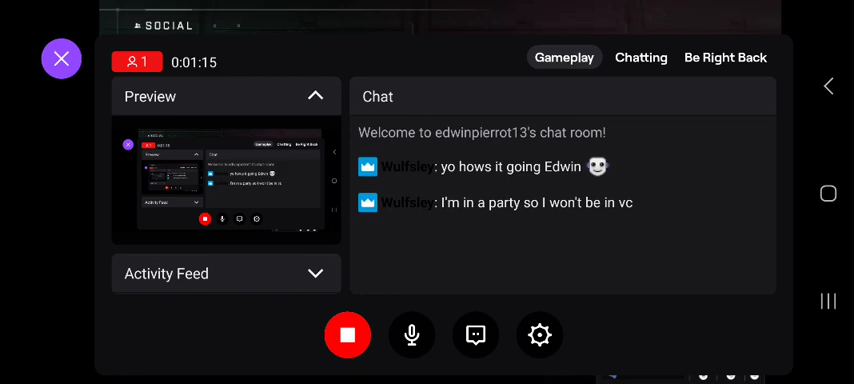 SOCIAL
1 0:01:15
Gameplay Chatting Be Right Back
Preview
Chat
Welcome to edwinpierrot13's chat room!
Wulfsley: yo hows it going Edwin
Wulfsley: I'm in a party so I won't be in vc
Activity Feed